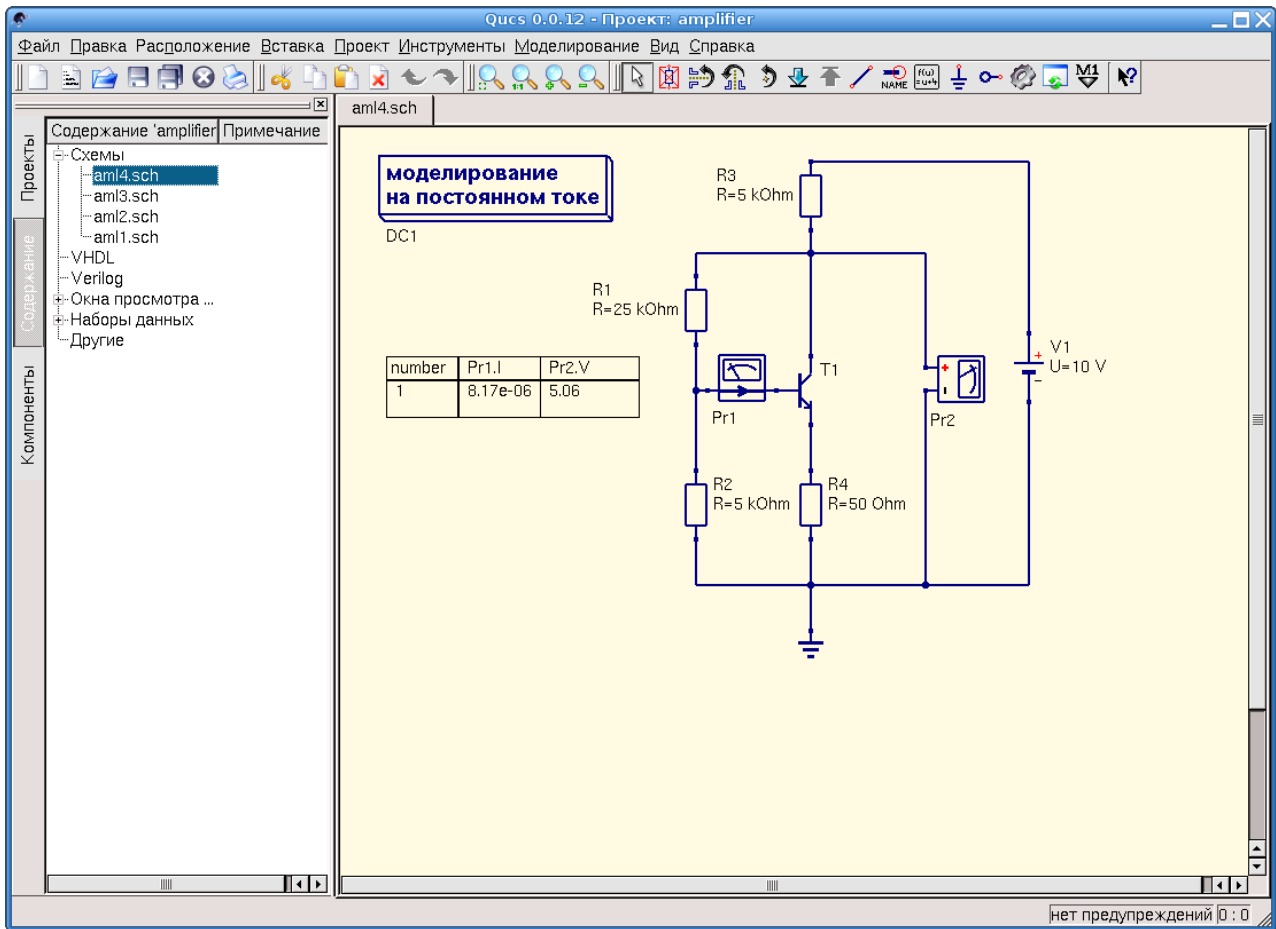 Qucs 0.0.12 - Проект: amplifier
Файл Правка Расположение Вставка Проект Инструменты Моделирование Вид Справка
NAME
f(ω)
=u+4
M1
aml4.sch
Проекты
Содержание
Компоненты
Содержание 'amplifier Примечание
Схемы
aml4.sch
aml3.sch
aml2.sch
aml1.sch
VHDL
Verilog
Окна просмотра ...
Наборы данных
Другие
моделирование
на постоянном токе
DC1
R3
R=5 kOhm
R1
R=25 kOhm
number Pr1.I Pr2.V
1 8.17e-06 5.06
Pr1
T1
Pr2
V1
U=10 V
R2
R=5 kOhm
R4
R=50 Ohm
нет предупреждений 0 : 0